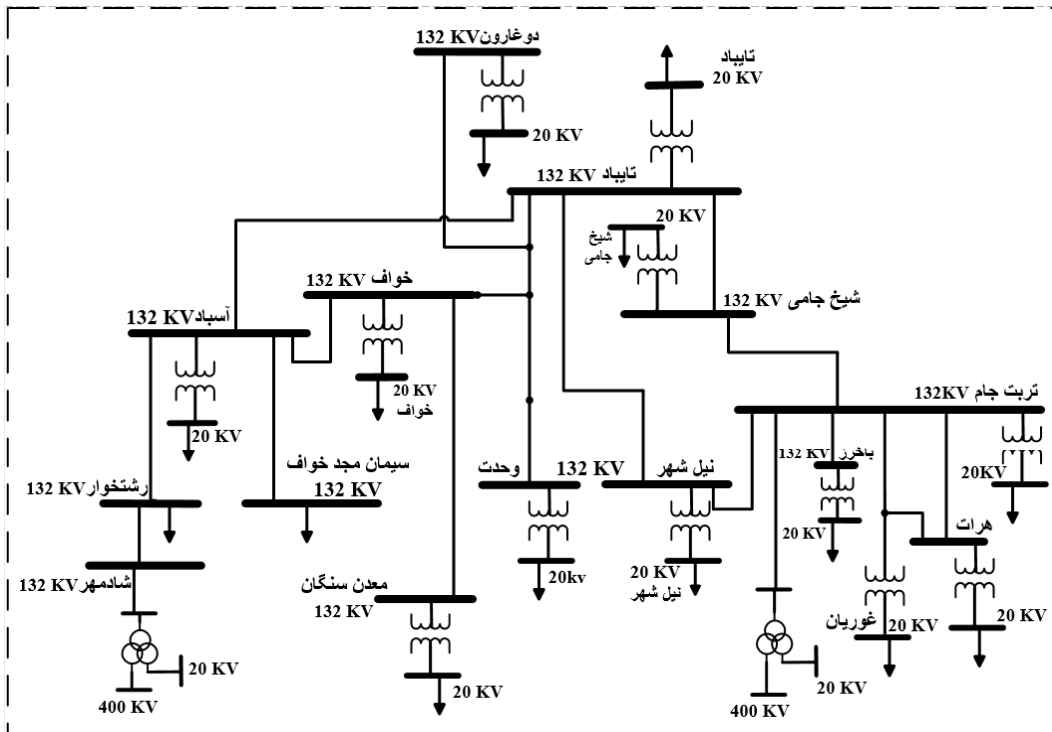 132 KV دوغارون
تایباد
20 KV
20 KV
132 KV تایباد
20 KV
شیخ
جامی
132 KV خواف
132 KV شیخ جامی
132 KV آسباد
20 KV
خواف
132KV تربت جام
20 KV
سیمان مجد خواف
132 KV
وحدت
132 KV
نیل شهر
باخرز
132 KV
20KV
132 KV رشتخوار
20 KV
هرات
132 KV شادمهر
معدن سنگان
132 KV
20kv
20 KV
نیل شهر
غوریان
20 KV
20 KV
20 KV
400 KV
20 KV
20 KV
400 KV